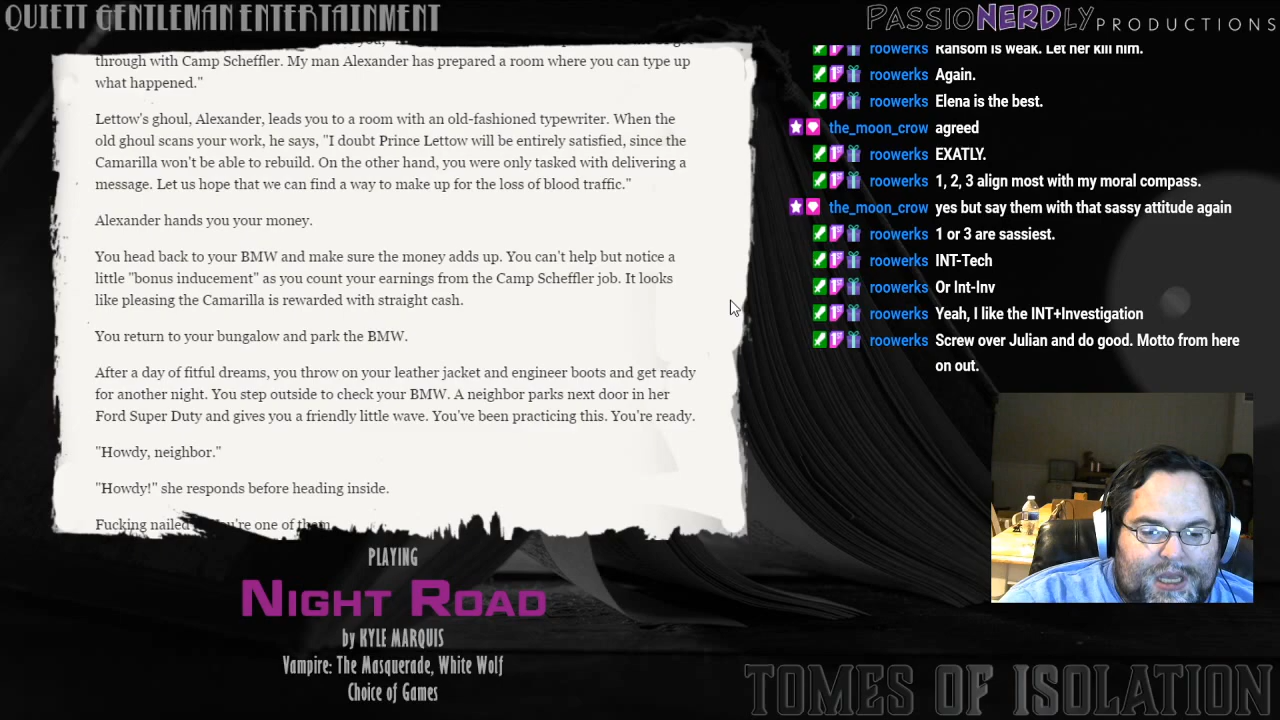 QUIETT GENTLEMAN ENTERTAINMENT
PASSIONERDLY PRODUCTIONS
through with Camp Scheffler. My man Alexander has prepared a room where you can type up
what happened."
Lettow's ghoul, Alexander, leads you to a room with an old-fashioned typewriter. When the
old ghoul scans your work, he says, "I doubt Prince Lettow will be entirely satisfied, since the
Camarilla won't be able to rebuild. On the other hand, you were only tasked with delivering a
message. Let us hope that we can find a way to make up for the loss of blood traffic."
Alexander hands you your money.
You head back to your BMW and make sure the money adds up. You can't help but notice a
little "bonus inducement" as you count your earnings from the Camp Scheffler job. It looks
like pleasing the Camarilla is rewarded with straight cash.
You return to your bungalow and park the BMW.
After a day of fitful dreams, you throw on your leather jacket and engineer boots and get ready
for another night. You step outside to check your BMW. A neighbor parks next door in her
Ford Super Duty and gives you a friendly little wave. You've been practicing this. You're ready.
"Howdy, neighbor."
"Howdy!" she responds before heading inside.
Fucking nailed You're one of them
roowerks Ransom is weak. Let her kill him.
roowerks Again.
roowerks Elena is the best.
the_moon_crow agreed
roowerks EXATLY.
roowerks 1, 2, 3 align most with my moral compass.
the_moon_crow yes but say them with that sassy attitude again
roowerks 1 or 3 are sassiest.
roowerks INT-Tech
roowerks Or Int-Inv
roowerks Yeah, I like the INT+Investigation
roowerks Screw over Julian and do good. Motto from here
on out.
PLAYING
NIGHT ROAD
by KYLE MARQUIS
Vampire: The Masquerade, White Wolf
Choice of Games
TOMES OF ISOLATION